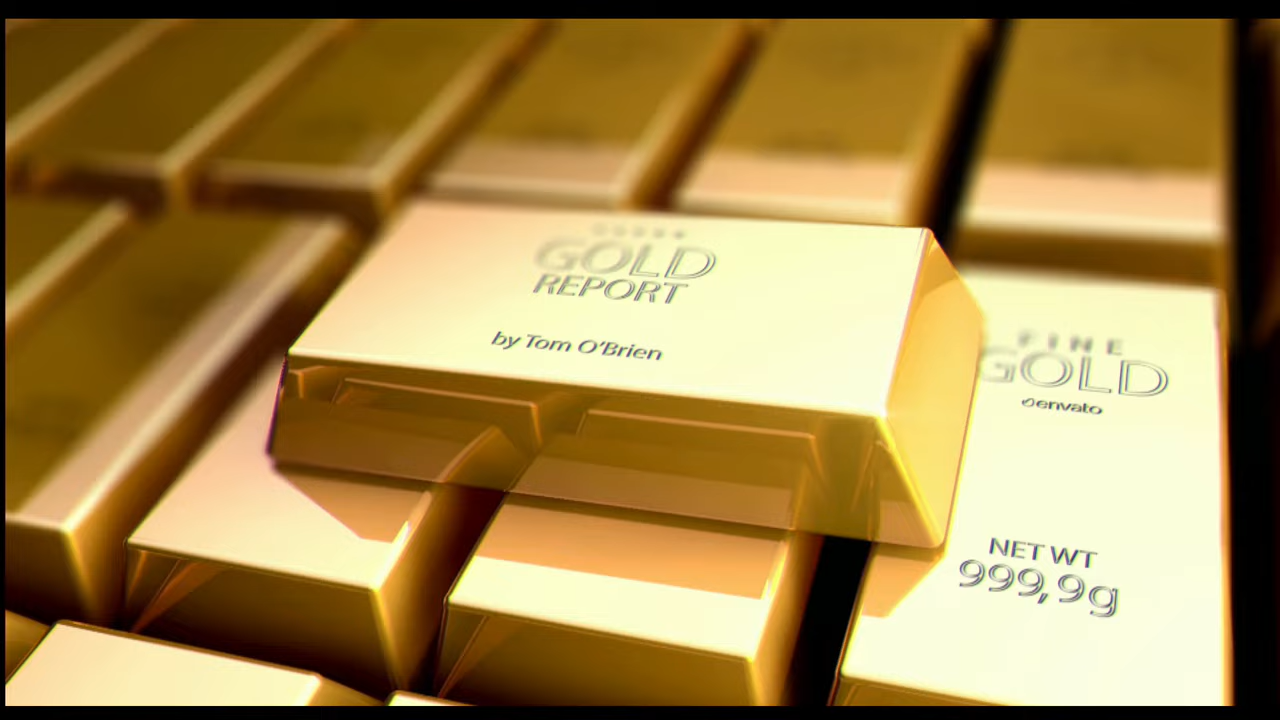 GOLD
REPORT
by Tom O'Brien
FINE
GOLD
envato
NET WT
999,9g